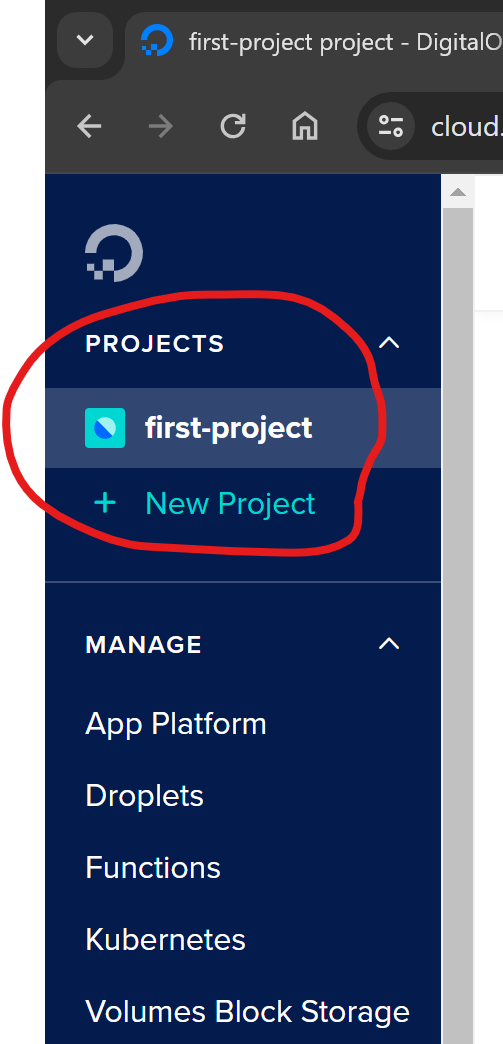 first-project project - DigitalO
cloud.
PROJECTS
first-project
+ New Project
MANAGE
App Platform
Droplets
Functions
Kubernetes
Volumes Block Storage